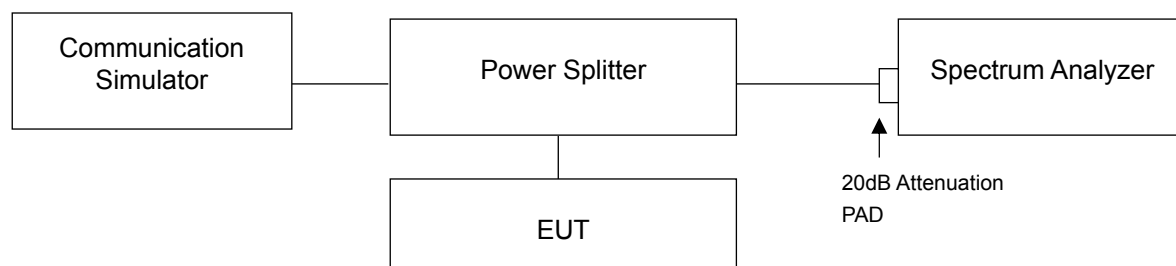 Communication
Simulator
Power Splitter
Spectrum Analyzer
20dB Attenuation
PAD
EUT